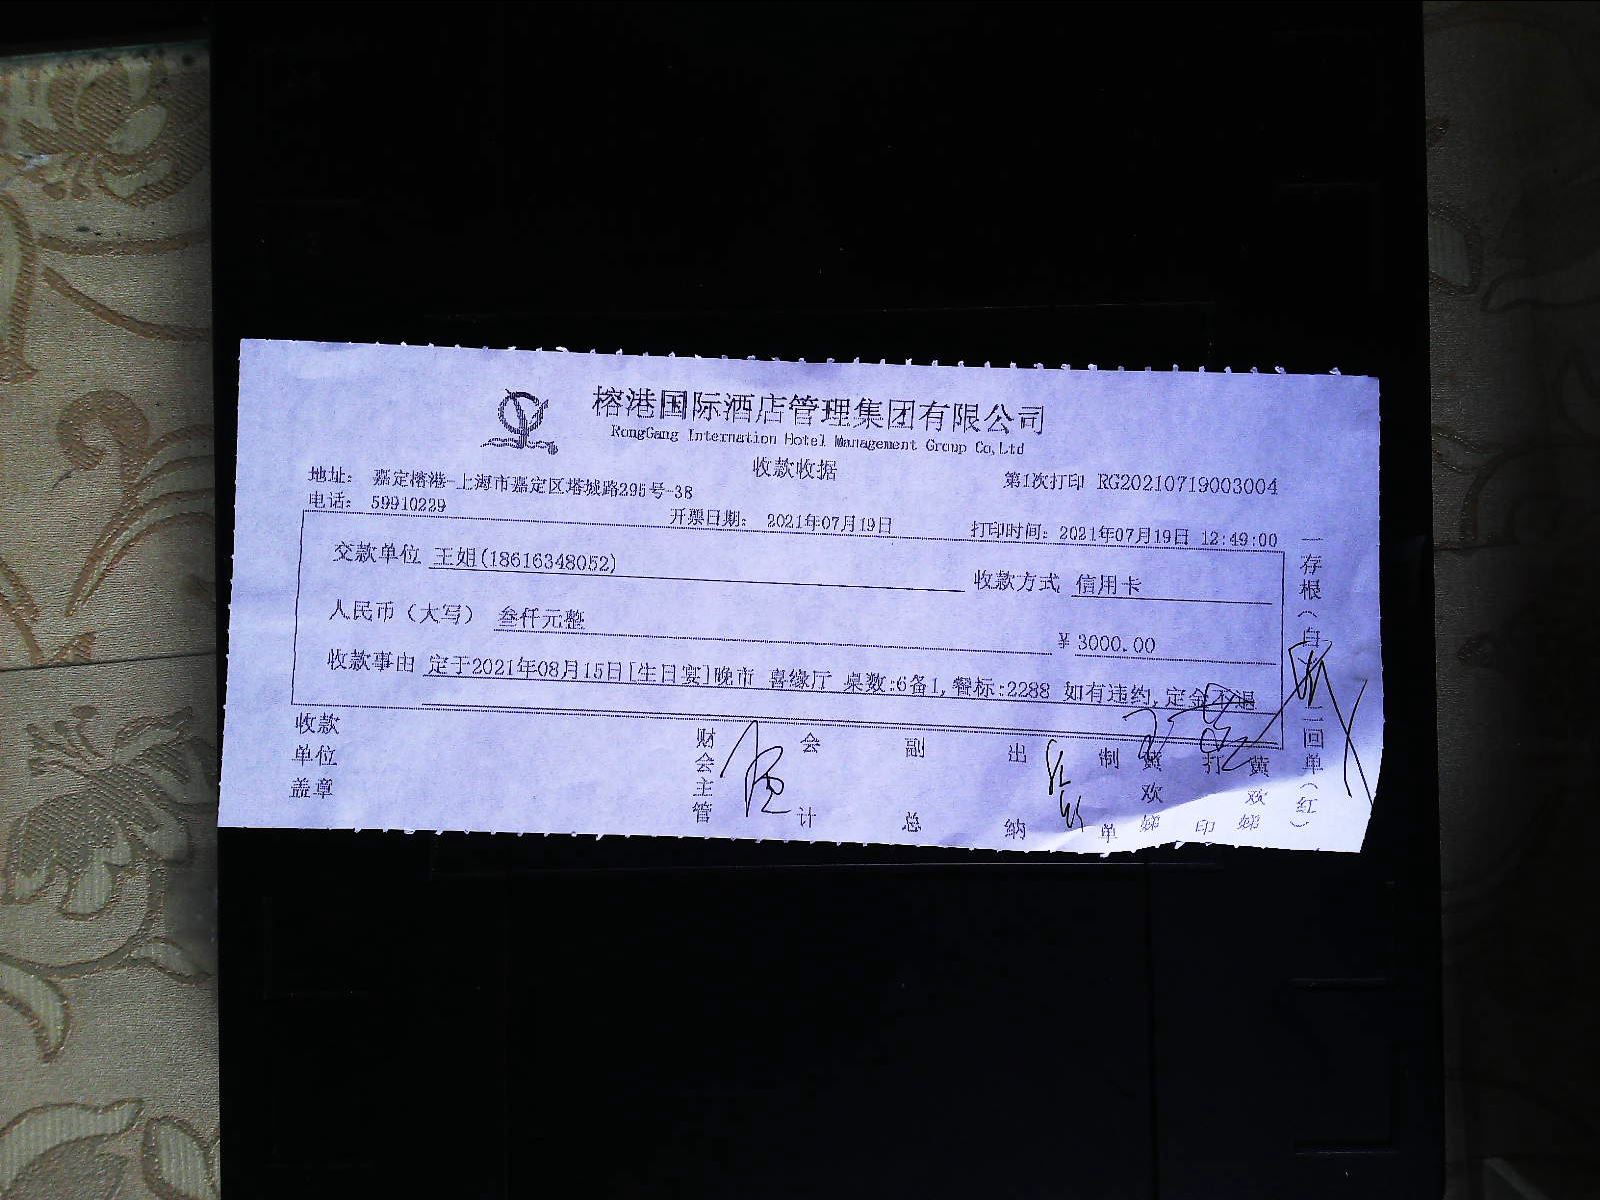 榕港国际酒店管理集团有限公司
RongGang Internation Hotel Management Group Co,Ltd
收款收据
地址： 嘉定榕港-上海市嘉定区塔城路295号-38 第1次打印 RG20210719003004
电话： 59910229 开票日期： 2021年07月19日 打印时间：2021年07月19日 12:49:00
交款单位 王姐(18616348052) 收款方式 信用卡
人民币（大写） 叁仟元整 ¥ 3000.00
收款事由 定于2021年08月15日[生日宴]晚市 喜缘厅 桌数:6备1,餐标:2288 如有违约,定金不退
收款单位盖章 财会主管 会计 副总 出纳 制单 黄欢娣 打印 黄欢娣
一存根（白） 二回单（红）